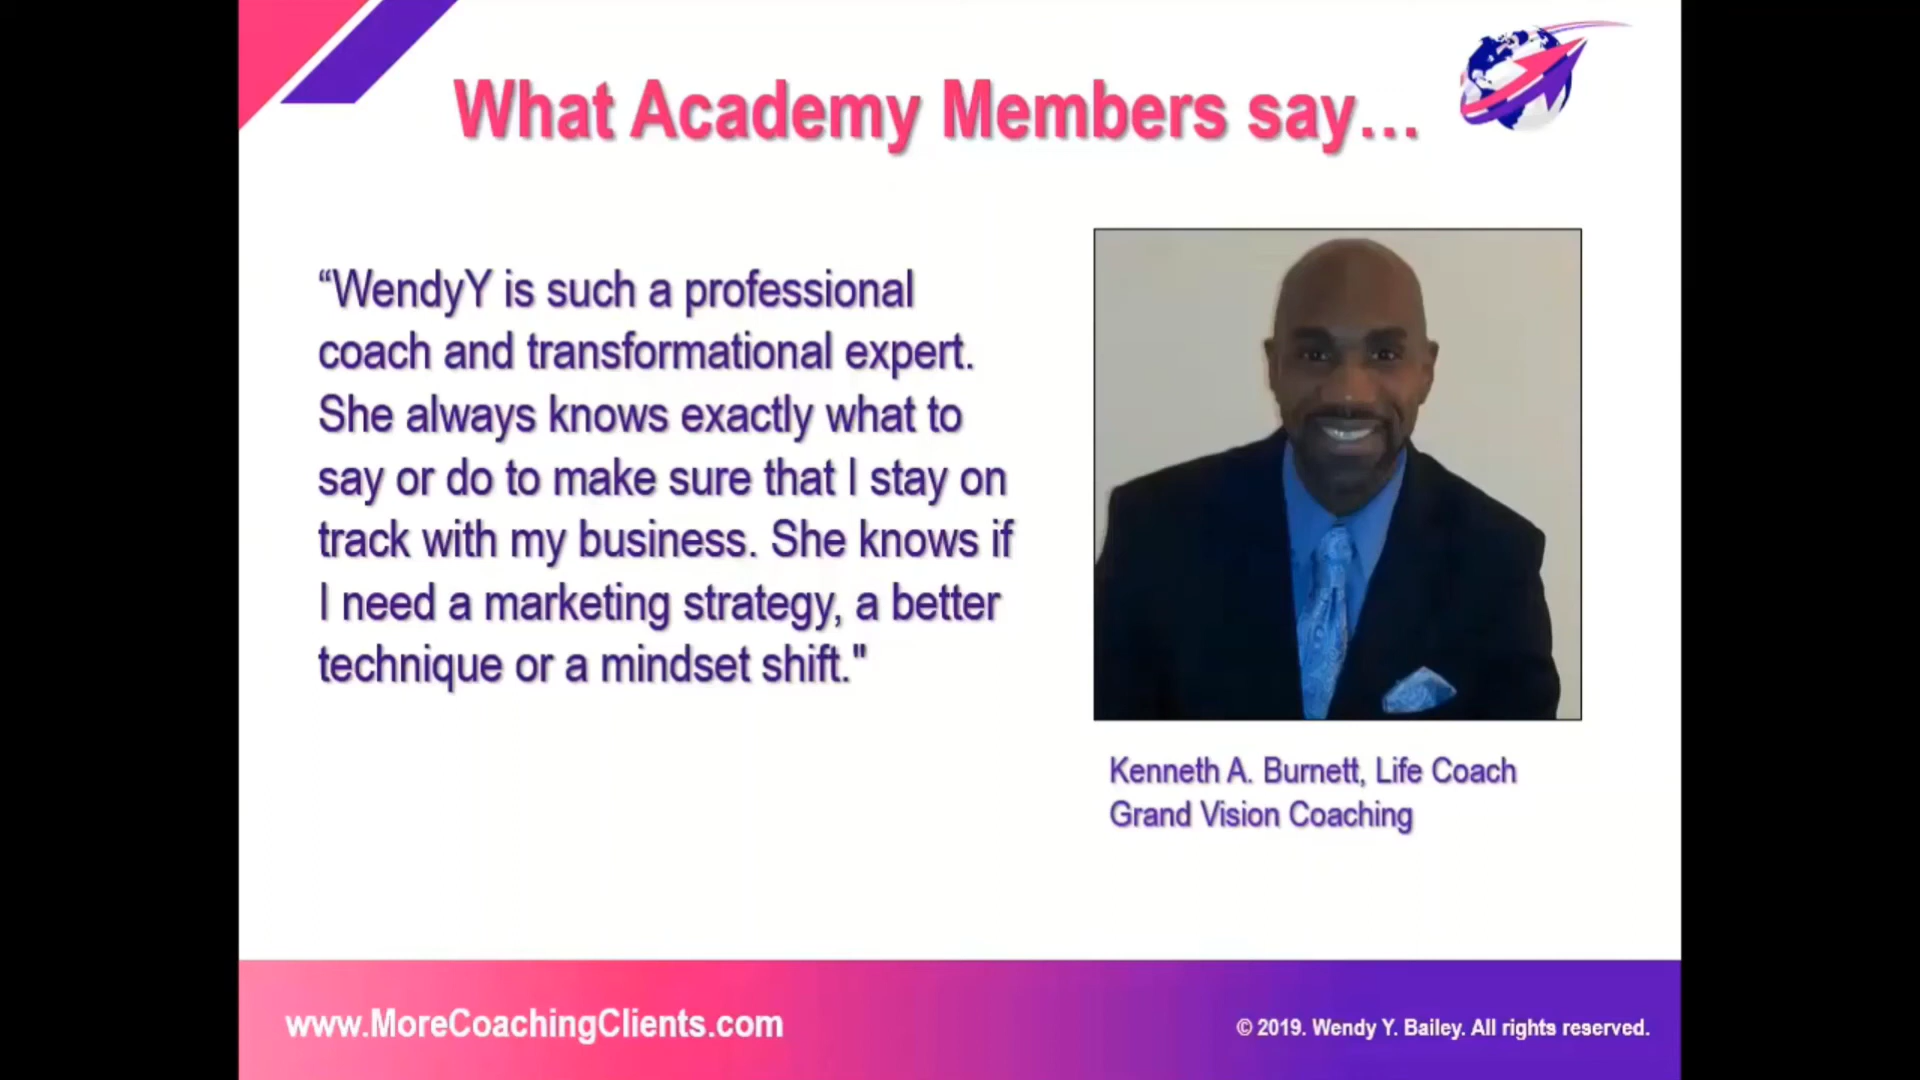 What Academy Members say...
“WendyY is such a professional
coach and transformational expert.
She always knows exactly what to
say or do to make sure that I stay on
track with my business. She knows if
I need a marketing strategy, a better
technique or a mindset shift."
Kenneth A. Burnett, Life Coach
Grand Vision Coaching
www.MoreCoachingClients.com
© 2019. Wendy Y. Bailey. All rights reserved.